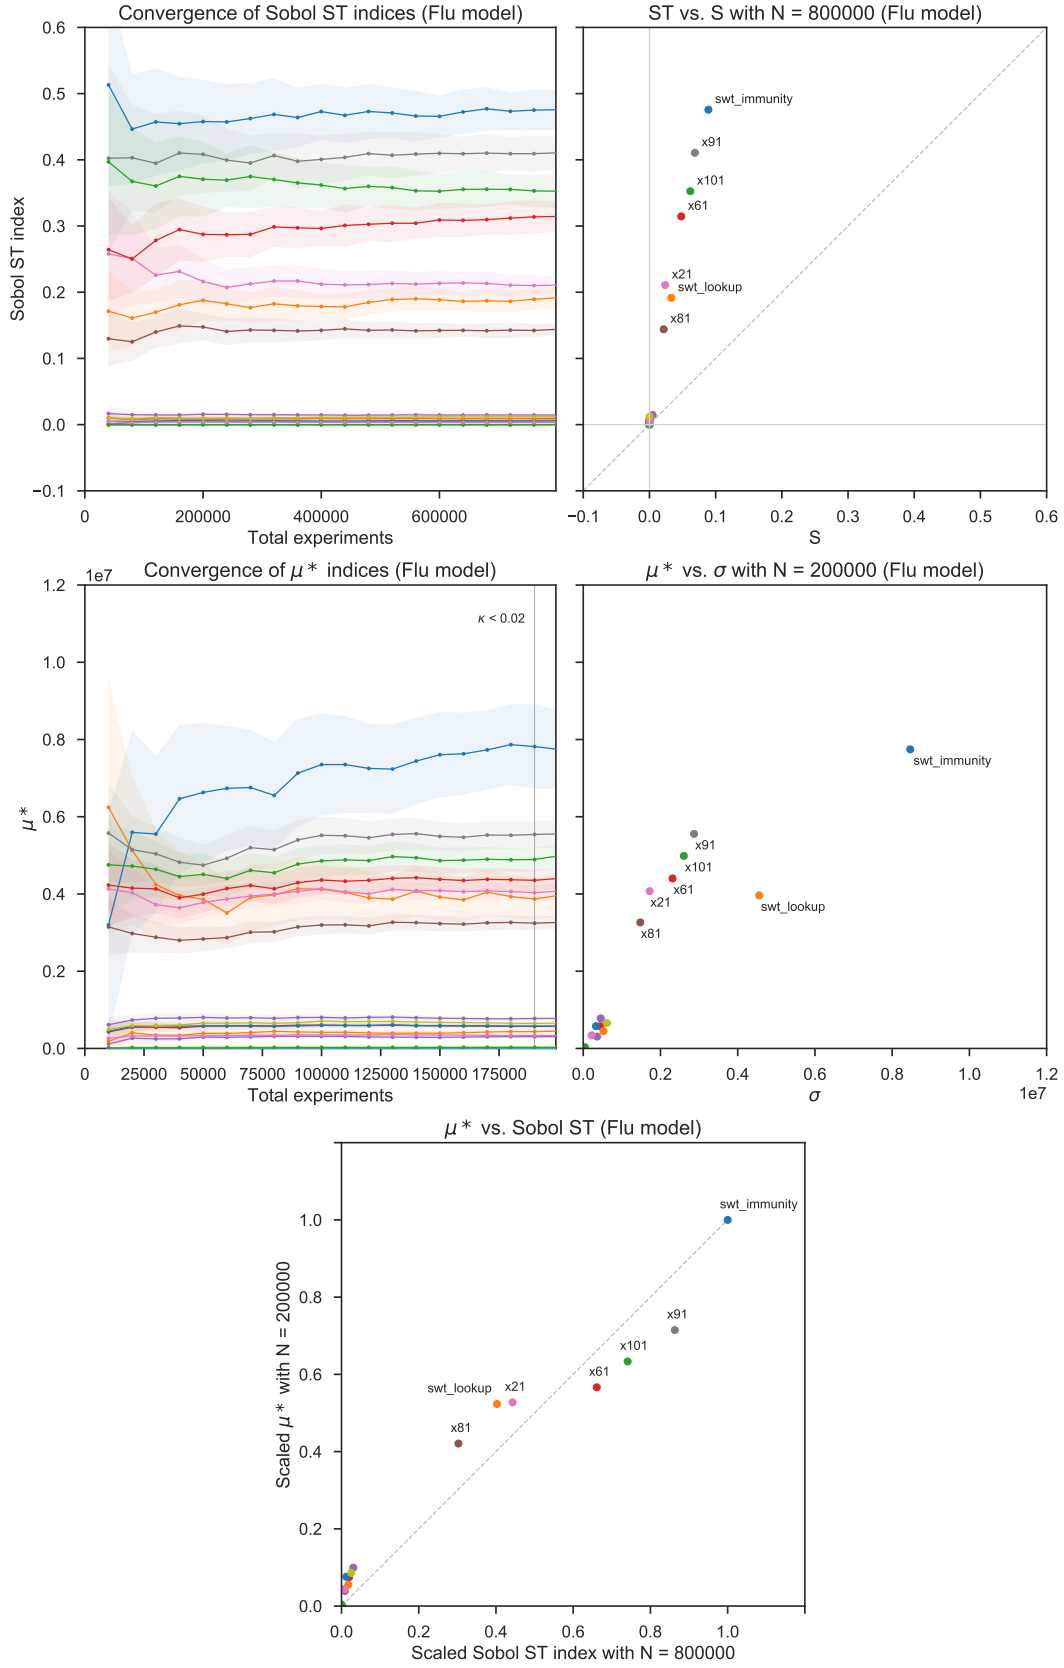 Convergence of Sobol ST indices (Flu model)
0.6
0.5
0.4
0.3
0.2
0.1
0.0
−0.1
Sobol ST index
0 200000 400000 600000
Total experiments
ST vs. S with N = 800000 (Flu model)
swt_immunity
x91
x101
x61
x21
swt_lookup
x81
−0.1 0.0 0.1 0.2 0.3 0.4 0.5 0.6
S
Convergence of μ* indices (Flu model)
1e7
1.2
1.0
0.8
0.6
0.4
0.2
0.0
μ*
κ < 0.02
0 25000 50000 75000 100000 125000 150000 175000
Total experiments
μ* vs. σ with N = 200000 (Flu model)
swt_immunity
x91
x101
x61
x21
swt_lookup
x81
0.0 0.2 0.4 0.6 0.8 1.0 1.2
σ
1e7
μ* vs. Sobol ST (Flu model)
1.0
0.8
0.6
0.4
0.2
0.0
Scaled μ* with N = 200000
swt_immunity
x91
x101
x61
swt_lookup x21
x81
0.0 0.2 0.4 0.6 0.8 1.0
Scaled Sobol ST index with N = 800000